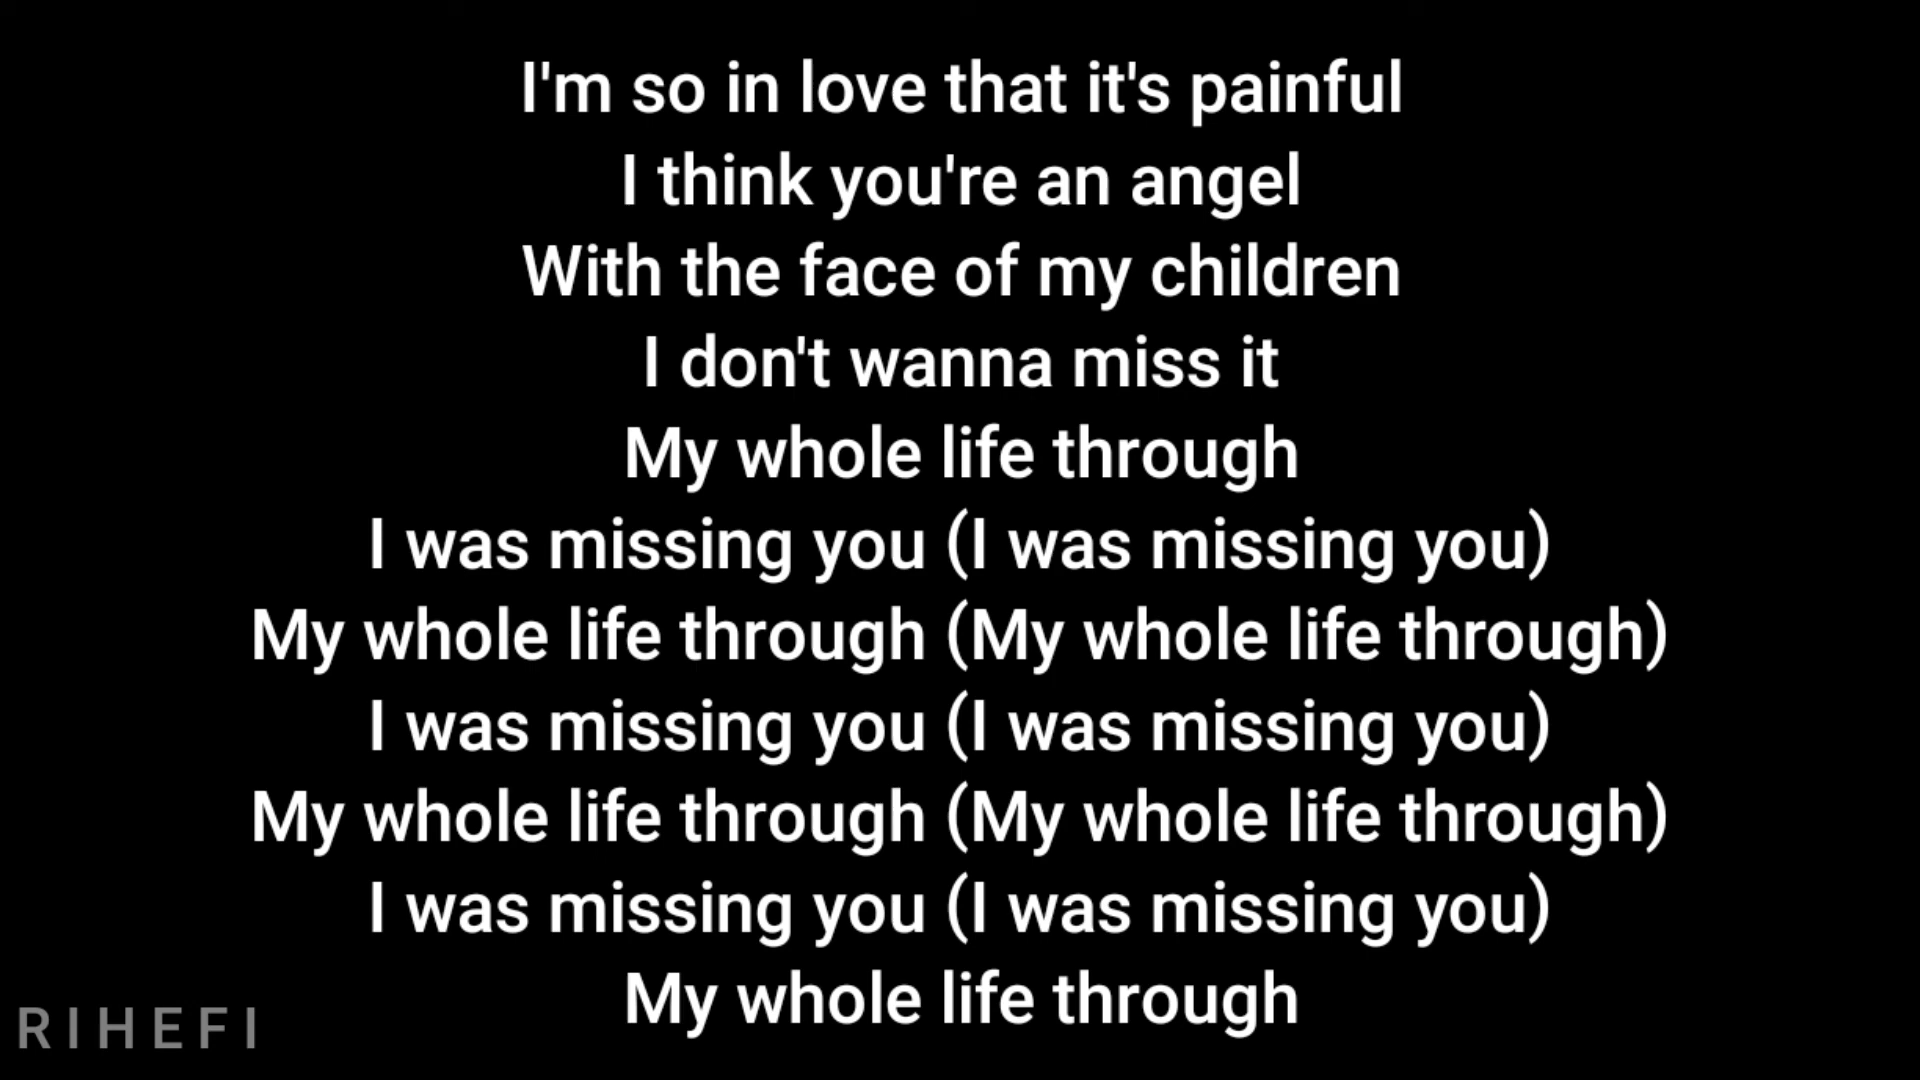 I'm so in love that it's painful
I think you're an angel
With the face of my children
I don't wanna miss it
My whole life through
I was missing you (I was missing you)
My whole life through (My whole life through)
I was missing you (I was missing you)
My whole life through (My whole life through)
I was missing you (I was missing you)
My whole life through
RIHEFI